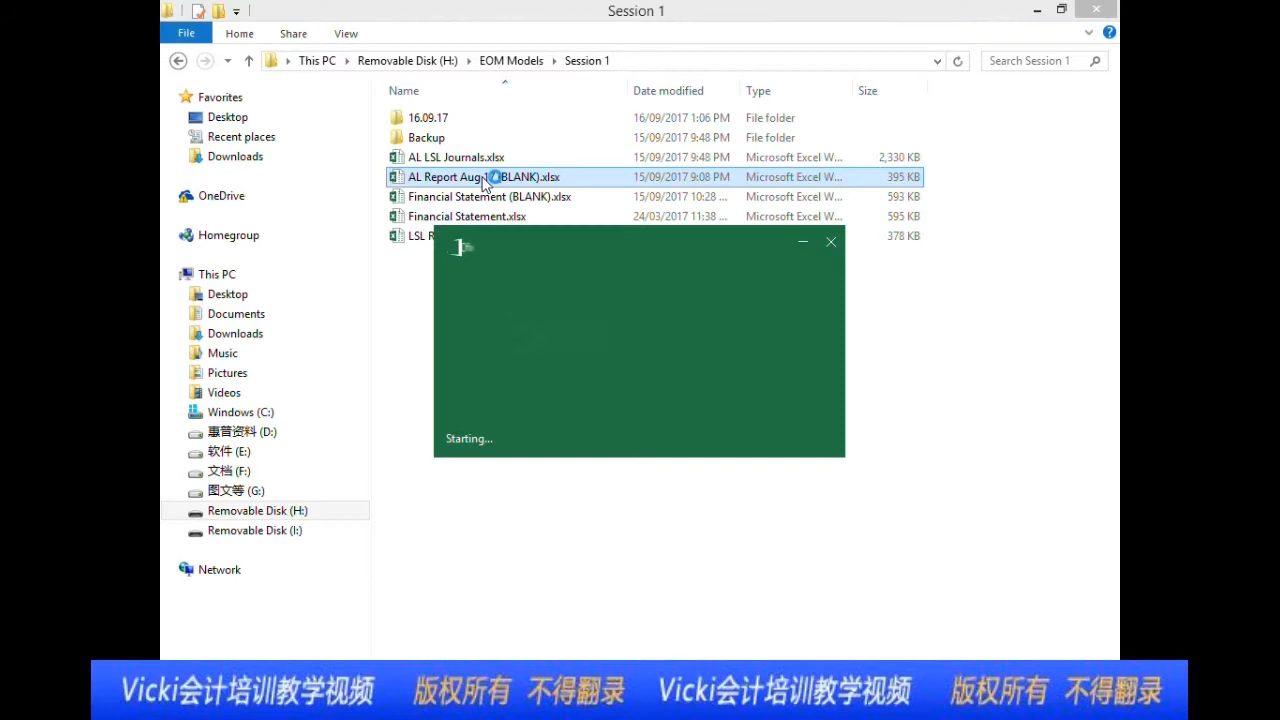 Session 1
File Home Share View
This PC Removable Disk (H:) EOM Models Session 1 Search Session 1
Name Date modified Type Size
Favorites
Desktop
Recent places
Downloads
OneDrive
Homegroup
This PC
Desktop
Documents
Downloads
Music
Pictures
Videos
Windows (C:)
惠普资料 (D:)
软件 (E:)
文档 (F:)
图文等 (G:)
Removable Disk (H:)
Removable Disk (I:)
Network
16.09.17 16/09/2017 1:06 PM File folder
Backup 15/09/2017 9:48 PM File folder
AL LSL Journals.xlsx 15/09/2017 9:48 PM Microsoft Excel W... 2,330 KB
AL Report Aug BLANK).xlsx 15/09/2017 9:08 PM Microsoft Excel W... 395 KB
Financial Statement (BLANK).xlsx 15/09/2017 10:28 ... Microsoft Excel W... 593 KB
Financial Statement.xlsx 24/03/2017 11:38 ... Microsoft Excel W... 595 KB
LSL R 378 KB
Starting...
Vicki会计培训教学视频 版权所有 不得翻录 Vicki会计培训教学视频 版权所有 不得翻录